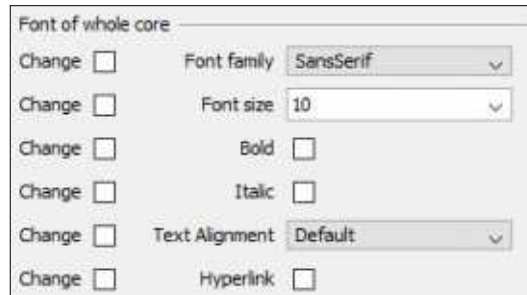 Font of whole core
Change Font family SansSerif
Change Font size 10
Change Bold
Change Italic
Change Text Alignment Default
Change Hyperlink